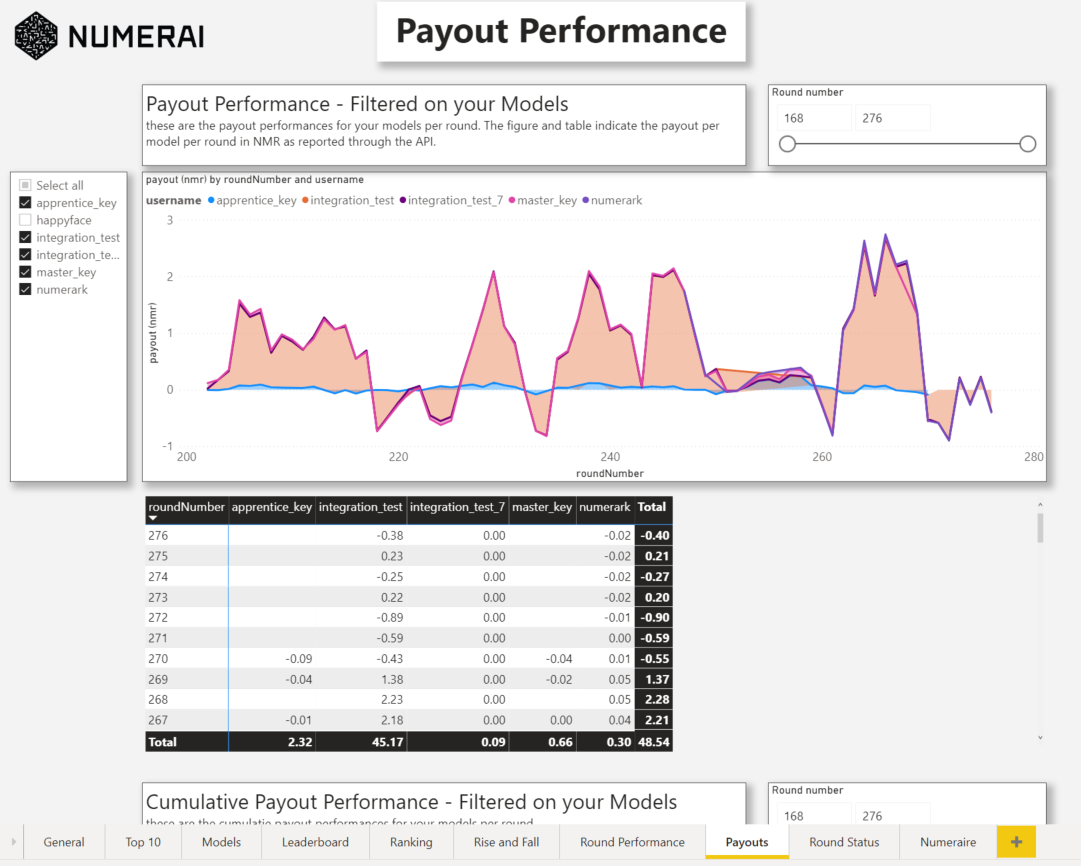 NUMERAI
Payout Performance
Payout Performance - Filtered on your Models
these are the payout performances for your models per round. The figure and table indicate the payout per
model per round in NMR as reported through the API.
Round number
168 276
Select all
apprentice_key
happyface
integration_test
integration_te...
master_key
numerark
payout (nmr) by roundNumber and username
username apprentice_key integration_test integration_test_7 master_key numerark
payout (nmr)
3
2
1
0
-1
200 220 240 260 280
roundNumber
roundNumber apprentice_key integration_test integration_test_7 master_key numerark Total
276 -0.38 0.00 -0.02 -0.40
275 0.23 0.00 -0.02 0.21
274 -0.25 0.00 -0.02 -0.27
273 0.22 0.00 -0.02 0.20
272 -0.89 0.00 -0.01 -0.90
271 -0.59 0.00 0.00 -0.59
270 -0.09 -0.43 0.00 -0.04 0.01 -0.55
269 -0.04 1.38 0.00 -0.02 0.05 1.37
268 2.23 0.00 0.05 2.28
267 -0.01 2.18 0.00 0.00 0.04 2.21
Total 2.32 45.17 0.09 0.66 0.30 48.54
Cumulative Payout Performance - Filtered on your Models
these are the cumulatie payout performances for your models per round.
Round number
168 276
General Top 10 Models Leaderboard Ranking Rise and Fall Round Performance Payouts Round Status Numeraire +